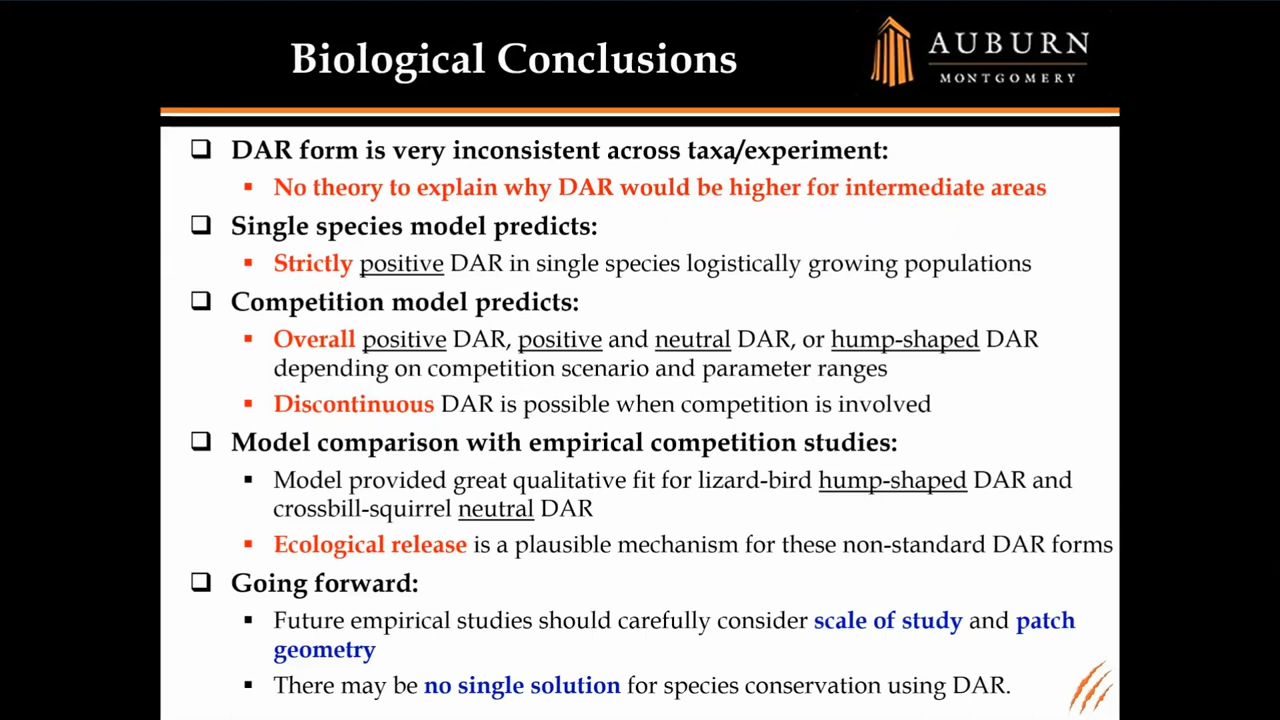 Biological Conclusions
AUBURN
MONTGOMERY
❑ DAR form is very inconsistent across taxa/experiment:
▪ No theory to explain why DAR would be higher for intermediate areas
❑ Single species model predicts:
▪ Strictly positive DAR in single species logistically growing populations
❑ Competition model predicts:
▪ Overall positive DAR, positive and neutral DAR, or hump-shaped DAR
depending on competition scenario and parameter ranges
▪ Discontinuous DAR is possible when competition is involved
❑ Model comparison with empirical competition studies:
▪ Model provided great qualitative fit for lizard-bird hump-shaped DAR and
crossbill-squirrel neutral DAR
▪ Ecological release is a plausible mechanism for these non-standard DAR forms
❑ Going forward:
▪ Future empirical studies should carefully consider scale of study and patch
geometry
▪ There may be no single solution for species conservation using DAR.